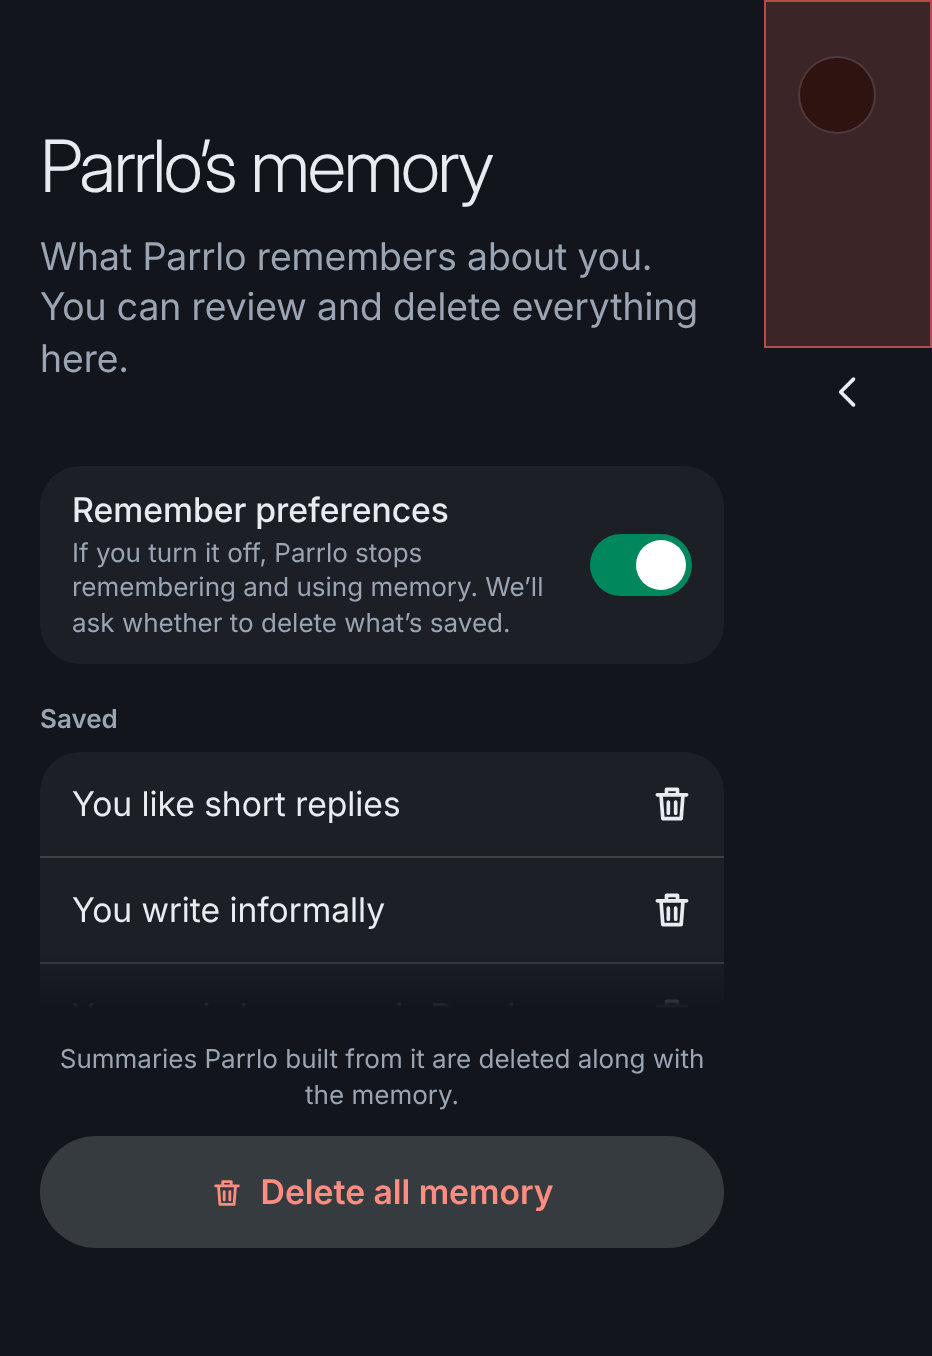 Parrlo’s memory
What Parrlo remembers about you.
You can review and delete everything
here.
Remember preferences
If you turn it off, Parrlo stops
remembering and using memory. We’ll
ask whether to delete what’s saved.
Saved
You like short replies
You write informally
Summaries Parrlo built from it are deleted along with
the memory.
Delete all memory